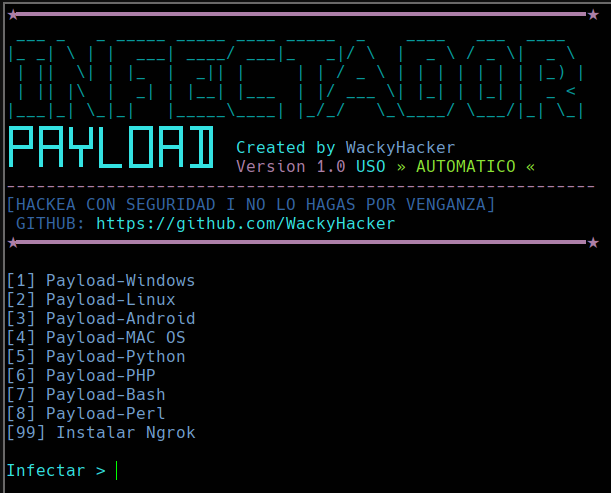 INFECTADOR
PAYLOAD
Created by WackyHacker
Version 1.0 USO » AUTOMATICO «
[HACKEA CON SEGURIDAD I NO LO HAGAS POR VENGANZA]
GITHUB: https://github.com/WackyHacker
[1] Payload-Windows
[2] Payload-Linux
[3] Payload-Android
[4] Payload-MAC OS
[5] Payload-Python
[6] Payload-PHP
[7] Payload-Bash
[8] Payload-Perl
[99] Instalar Ngrok
Infectar >